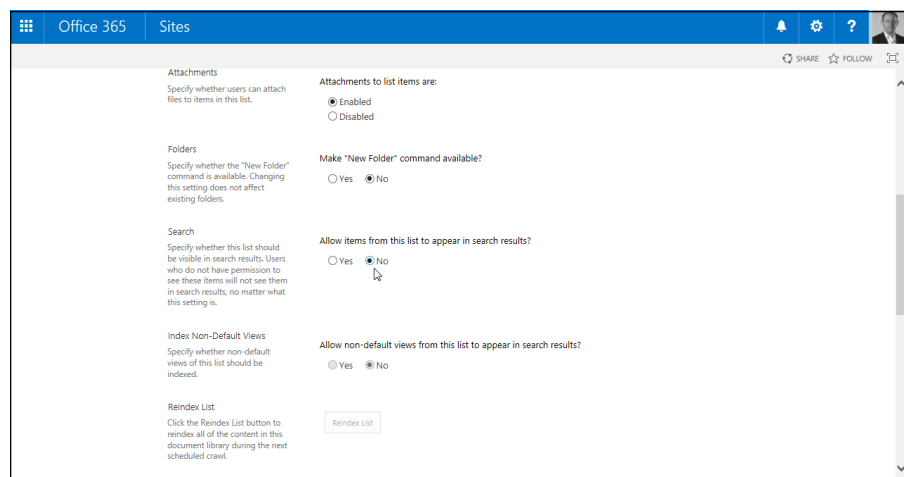 Office 365 Sites ?
SHARE FOLLOW
Attachments
Specify whether users can attach
files to items in this list.
Attachments to list items are:
Enabled
Disabled
Folders
Specify whether the "New Folder"
command is available. Changing
this setting does not affect
existing folders.
Make "New Folder" command available?
Yes No
Search
Specify whether this list should
be visible in search results. Users
who do not have permission to
see these items will not see them
in search results, no matter what
this setting is.
Allow items from this list to appear in search results?
Yes No
Index Non-Default Views
Specify whether non-default
views of this list should be
indexed.
Allow non-default views from this list to appear in search results?
Yes No
Reindex List
Click the Reindex List button to
reindex all of the content in this
document library during the next
scheduled crawl.
Reindex List